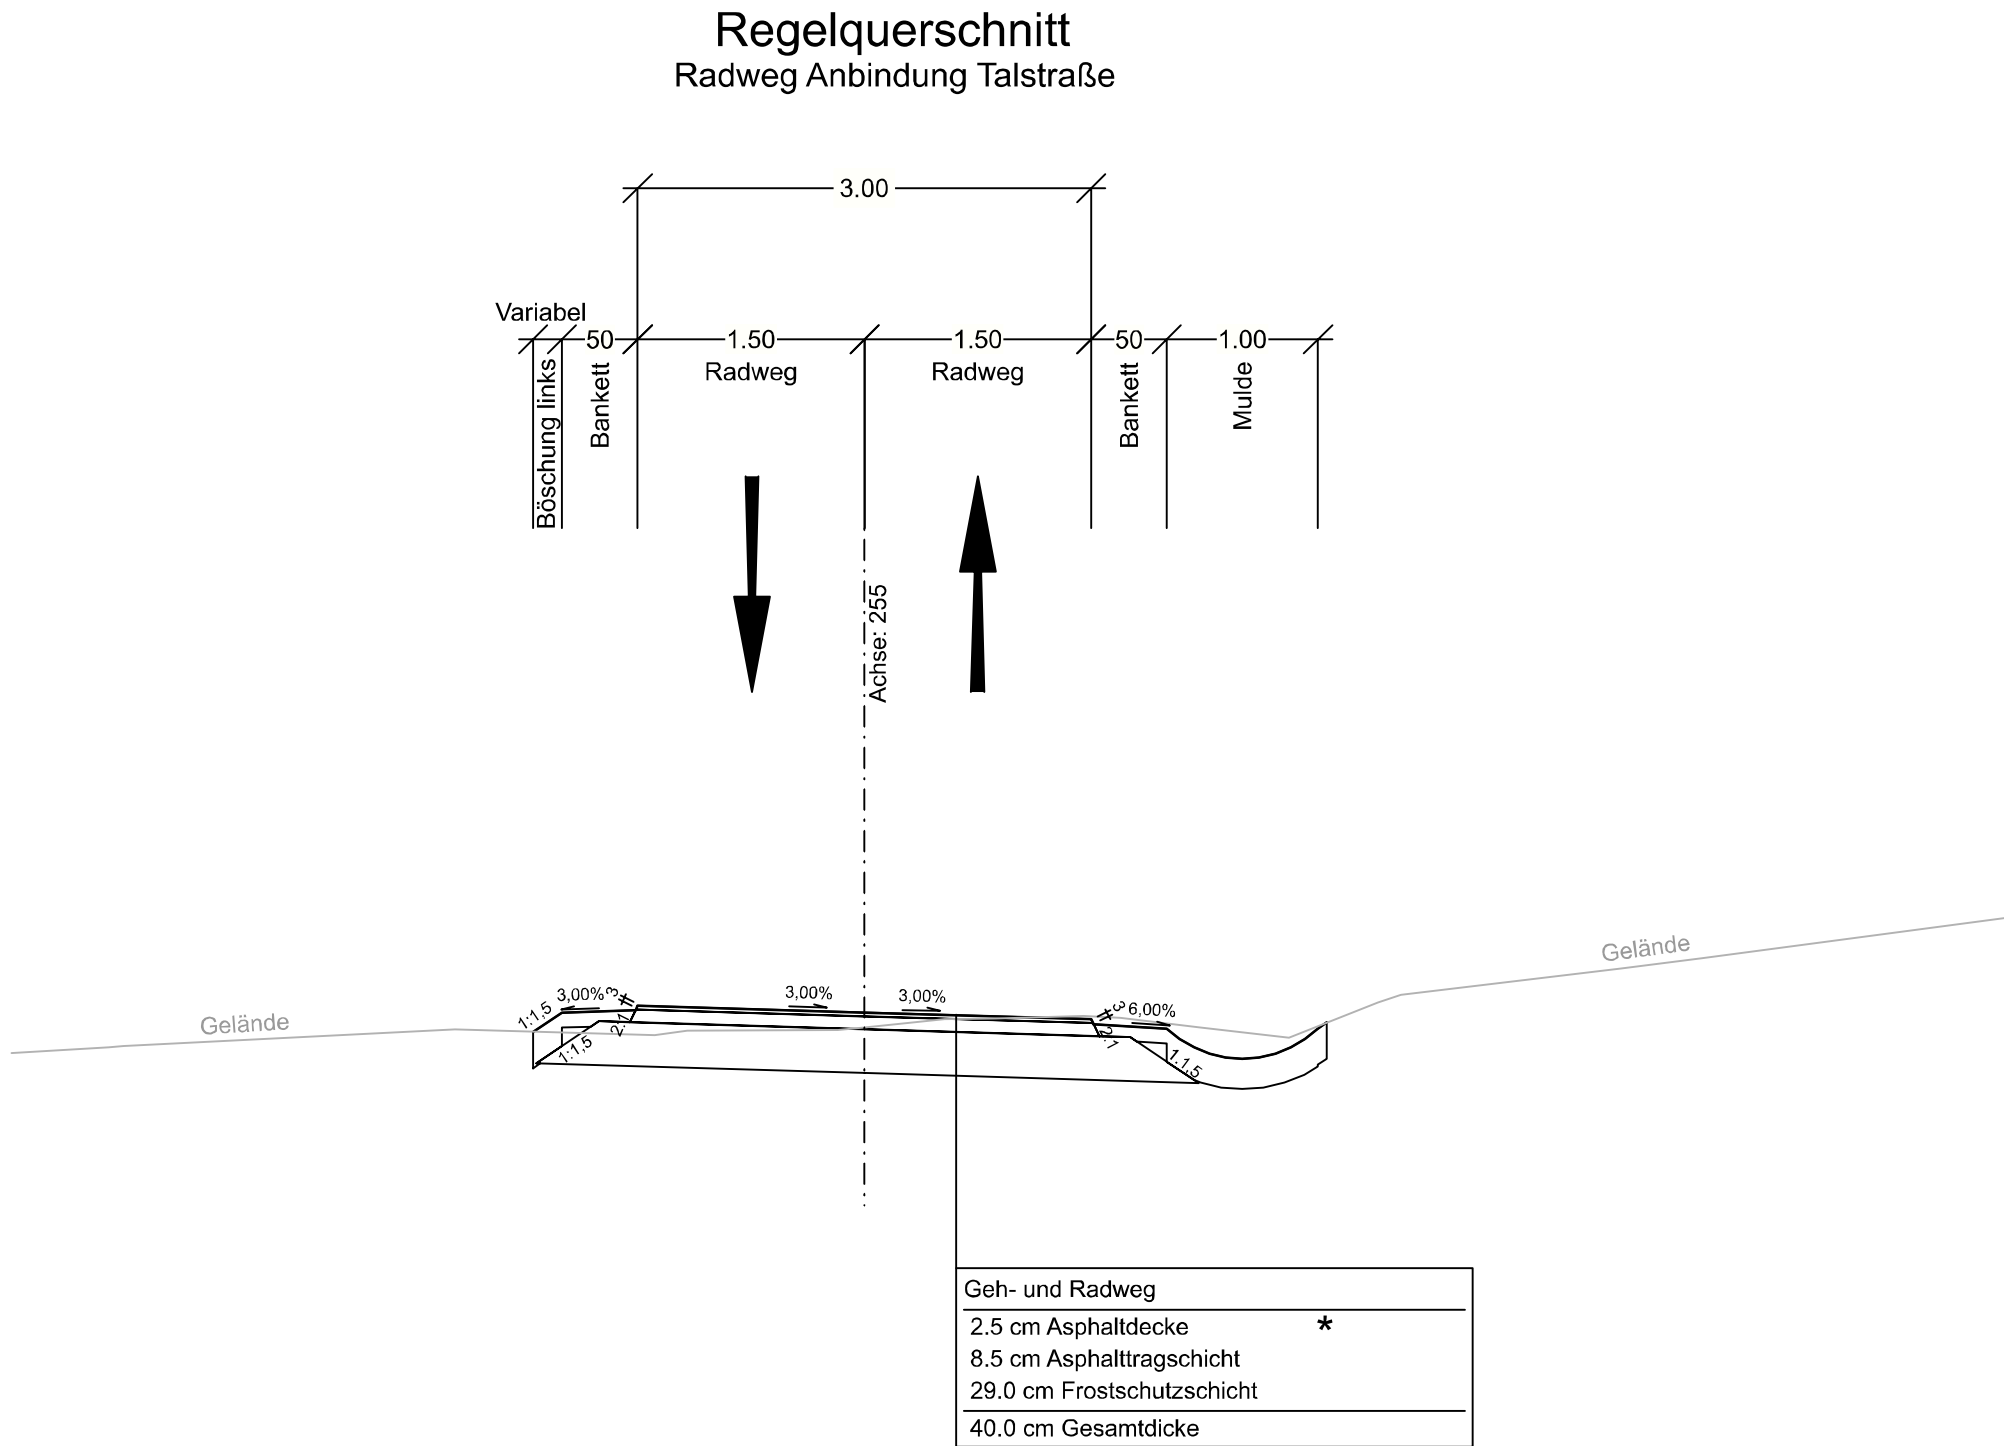 Regelquerschnitt
Radweg Anbindung Talstraße
3.00
Variabel
50
1.50
1.50
50
1.00
Böschung links
Bankett
Radweg
Radweg
Bankett
Mulde
Achse: 255
Gelände
Gelände
1:1,5
3,00%
3
2:1
1:1,5
3,00%
3,00%
3
6,00%
2:1
1:1,5
Geh- und Radweg
2.5 cm Asphaltdecke *
8.5 cm Asphalttragschicht
29.0 cm Frostschutzschicht
40.0 cm Gesamtdicke